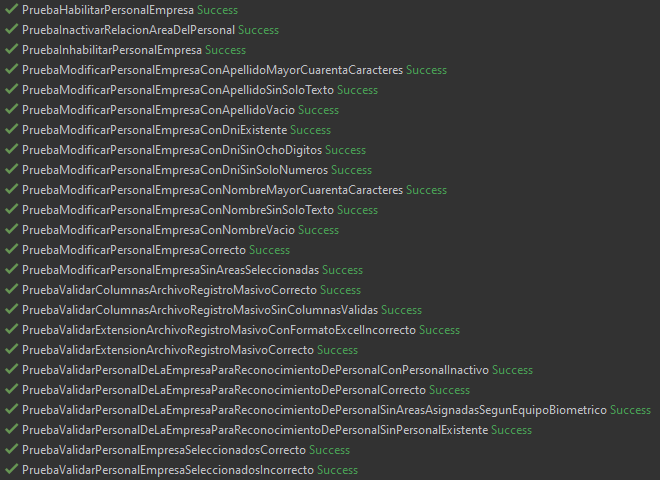 PruebaHabilitarPersonalEmpresa Success
PruebaInactivarRelacionAreaDelPersonal Success
PruebaInhabilitarPersonalEmpresa Success
PruebaModificarPersonalEmpresaConApellidoMayorCuarentaCaracteres Success
PruebaModificarPersonalEmpresaConApellidoSinSoloTexto Success
PruebaModificarPersonalEmpresaConApellidoVacio Success
PruebaModificarPersonalEmpresaConDniExistente Success
PruebaModificarPersonalEmpresaConDniSinOchoDigitos Success
PruebaModificarPersonalEmpresaConDniSinSoloNumeros Success
PruebaModificarPersonalEmpresaConNombreMayorCuarentaCaracteres Success
PruebaModificarPersonalEmpresaConNombreSinSoloTexto Success
PruebaModificarPersonalEmpresaConNombreVacio Success
PruebaModificarPersonalEmpresaCorrecto Success
PruebaModificarPersonalEmpresaSinAreasSeleccionadas Success
PruebaValidarColumnasArchivoRegistroMasivoCorrecto Success
PruebaValidarColumnasArchivoRegistroMasivoSinColumnasValidas Success
PruebaValidarExtensionArchivoRegistroMasivoConFormatoExcelIncorrecto Success
PruebaValidarExtensionArchivoRegistroMasivoCorrecto Success
PruebaValidarPersonalDeLaEmpresaParaReconocimientoDePersonalConPersonalInactivo Success
PruebaValidarPersonalDeLaEmpresaParaReconocimientoDePersonalCorrecto Success
PruebaValidarPersonalDeLaEmpresaParaReconocimientoDePersonalSinAreasAsignadasSegunEquipoBiometrico Success
PruebaValidarPersonalDeLaEmpresaParaReconocimientoDePersonalSinPersonalExistente Success
PruebaValidarPersonalEmpresaSeleccionadosCorrecto Success
PruebaValidarPersonalEmpresaSeleccionadosIncorrecto Success